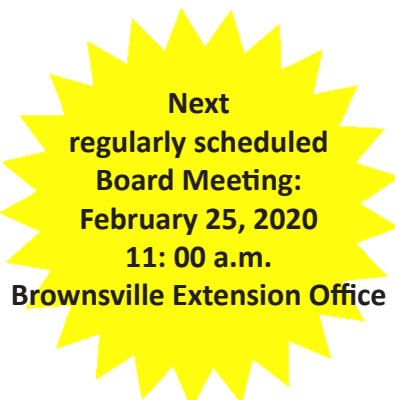 Next
regularly scheduled
Board Meeting:
February 25, 2020
11: 00 a.m.
Brownsville Extension Office